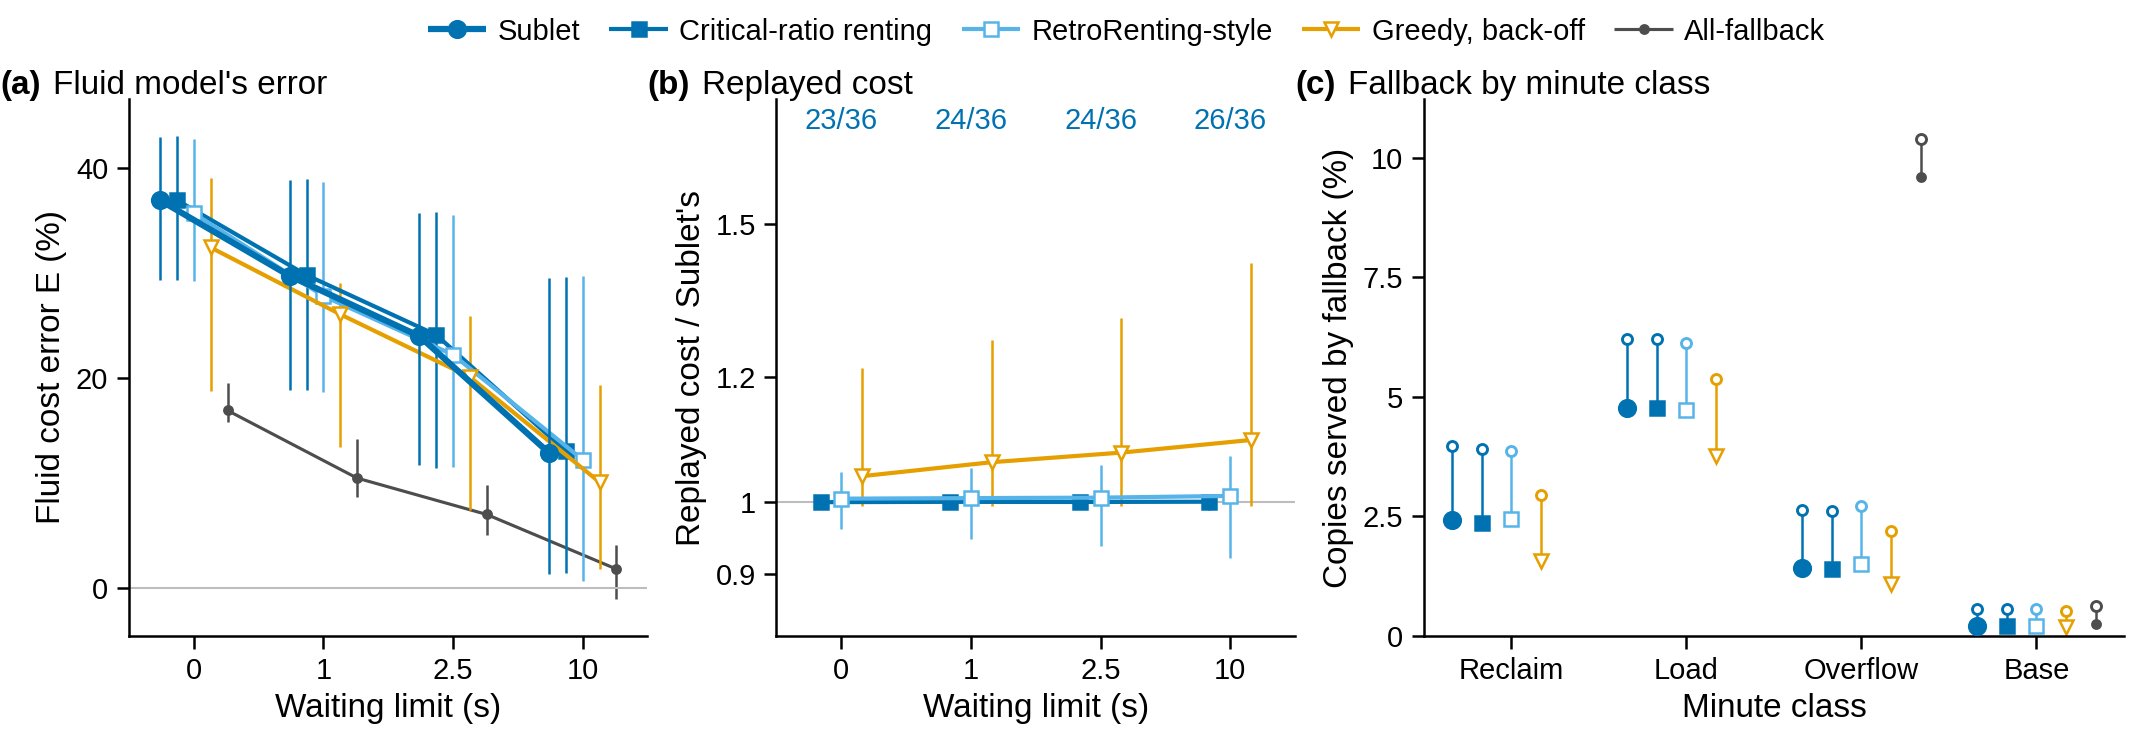 Sublet
Critical-ratio renting
RetroRenting-style
Greedy, back-off
All-fallback
(a) Fluid model's error
Fluid cost error E (%)
40
20
0
0
1
2.5
10
Waiting limit (s)
(b) Replayed cost
23/36
24/36
24/36
26/36
Replayed cost / Sublet's
1.5
1.2
1
0.9
0
1
2.5
10
Waiting limit (s)
(c) Fallback by minute class
Copies served by fallback (%)
10
7.5
5
2.5
0
Reclaim
Load
Overflow
Base
Minute class